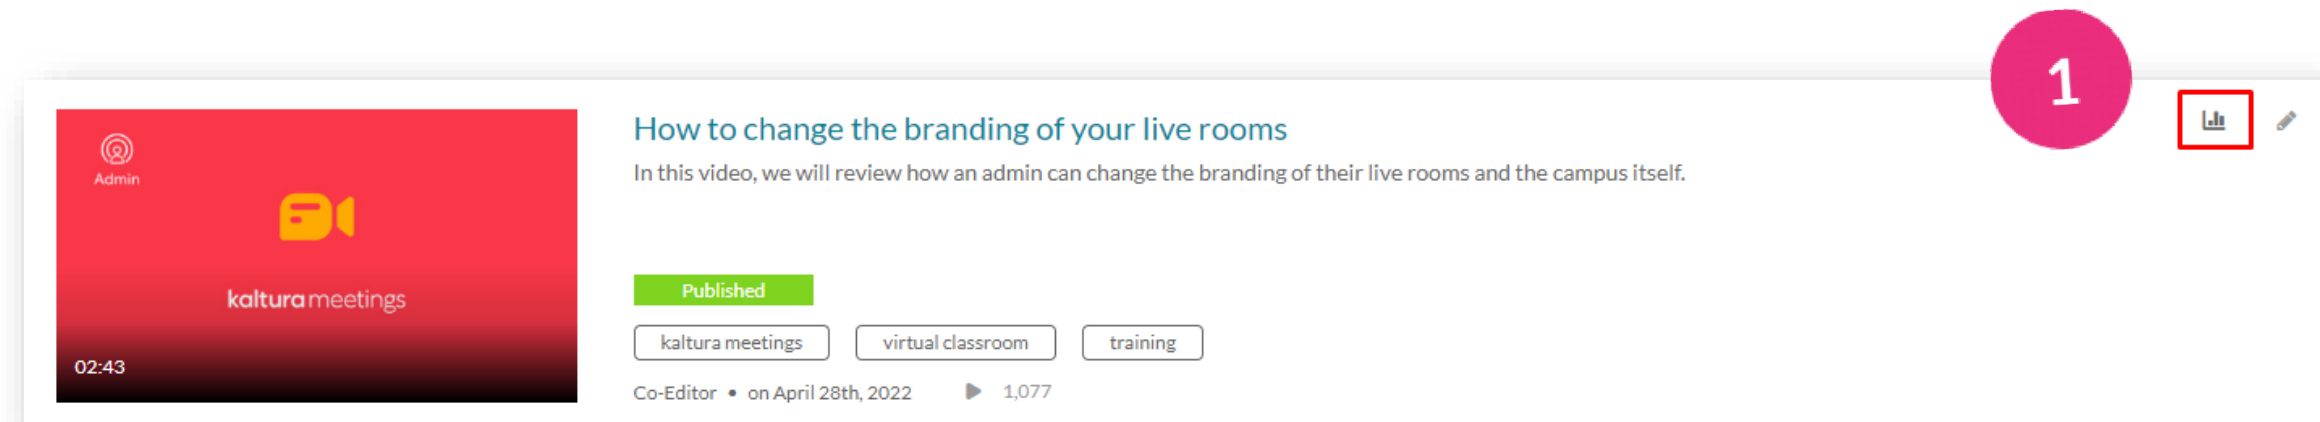 1
Admin
kaltura meetings
02:43
How to change the branding of your live rooms
In this video, we will review how an admin can change the branding of their live rooms and the campus itself.
Published
kaltura meetings
virtual classroom
training
Co-Editor • on April 28th, 2022 1,077